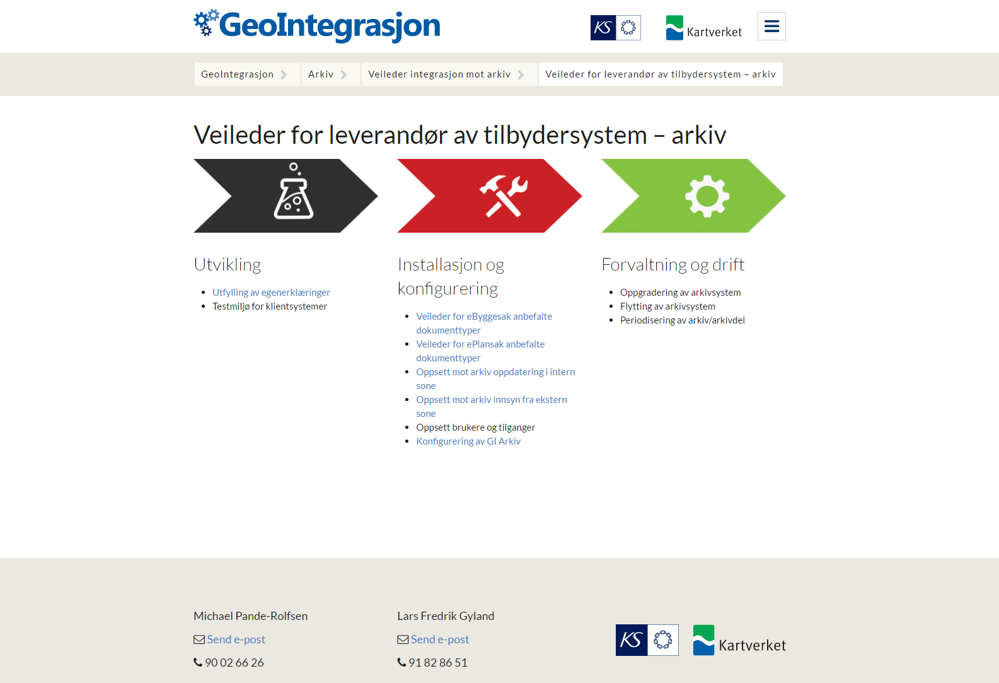 GeoIntegrasjon
KS
Kartverket
GeoIntegrasjon
Arkiv
Veileder integrasjon mot arkiv
Veileder for leverandør av tilbydersystem – arkiv
Veileder for leverandør av tilbydersystem – arkiv
Utvikling
Utfylling av egenerklæringer
Testmiljø for klientsystemer
Installasjon og
konfigurering
Veileder for eByggesak anbefalte
dokumenttyper
Veileder for ePlansak anbefalte
dokumenttyper
Oppsett mot arkiv oppdatering i intern
sone
Oppsett mot arkiv innsyn fra ekstern
sone
Oppsett brukere og tilganger
Konfigurering av GI Arkiv
Forvaltning og drift
Oppgradering av arkivsystem
Flytting av arkivsystem
Periodisering av arkiv/arkivdel
Michael Pande-Rolfsen
Send e-post
90 02 66 26
Lars Fredrik Gyland
Send e-post
91 82 86 51
KS
Kartverket